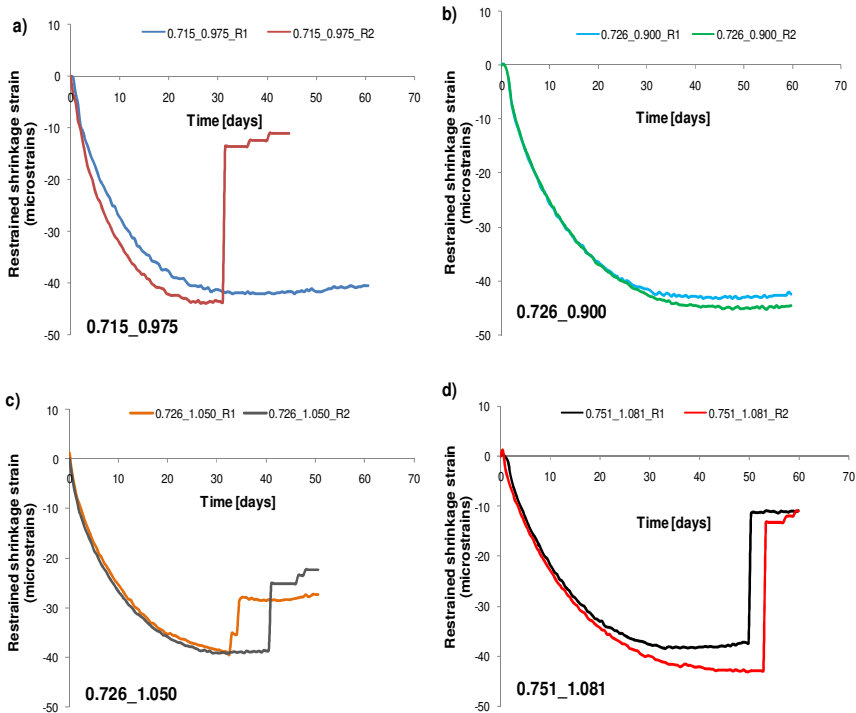 a)
0.715_0.975_R1 0.715_0.975_R2
Restrained shrinkage strain
(microstrains)
10
0
-10
-20
-30
-40
-50
0 10 20 30 40 50 60 70
Time [days]
0.715_0.975
b)
0.726_0.900_R1 0.726_0.900_R2
Restrained shrinkage strain
(microstrains)
10
0
-10
-20
-30
-40
-50
0 10 20 30 40 50 60 70
Time [days]
0.726_0.900
c)
0.726_1.050_R1 0.726_1.050_R2
Restrained shrinkage strain
(microstrains)
10
0
-10
-20
-30
-40
-50
0 10 20 30 40 50 60 70
Time [days]
0.726_1.050
d)
0.751_1.081_R1 0.751_1.081_R2
Restrained shrinkage strain
(microstrains)
10
0
-10
-20
-30
-40
-50
0 10 20 30 40 50 60 70
Time [days]
0.751_1.081